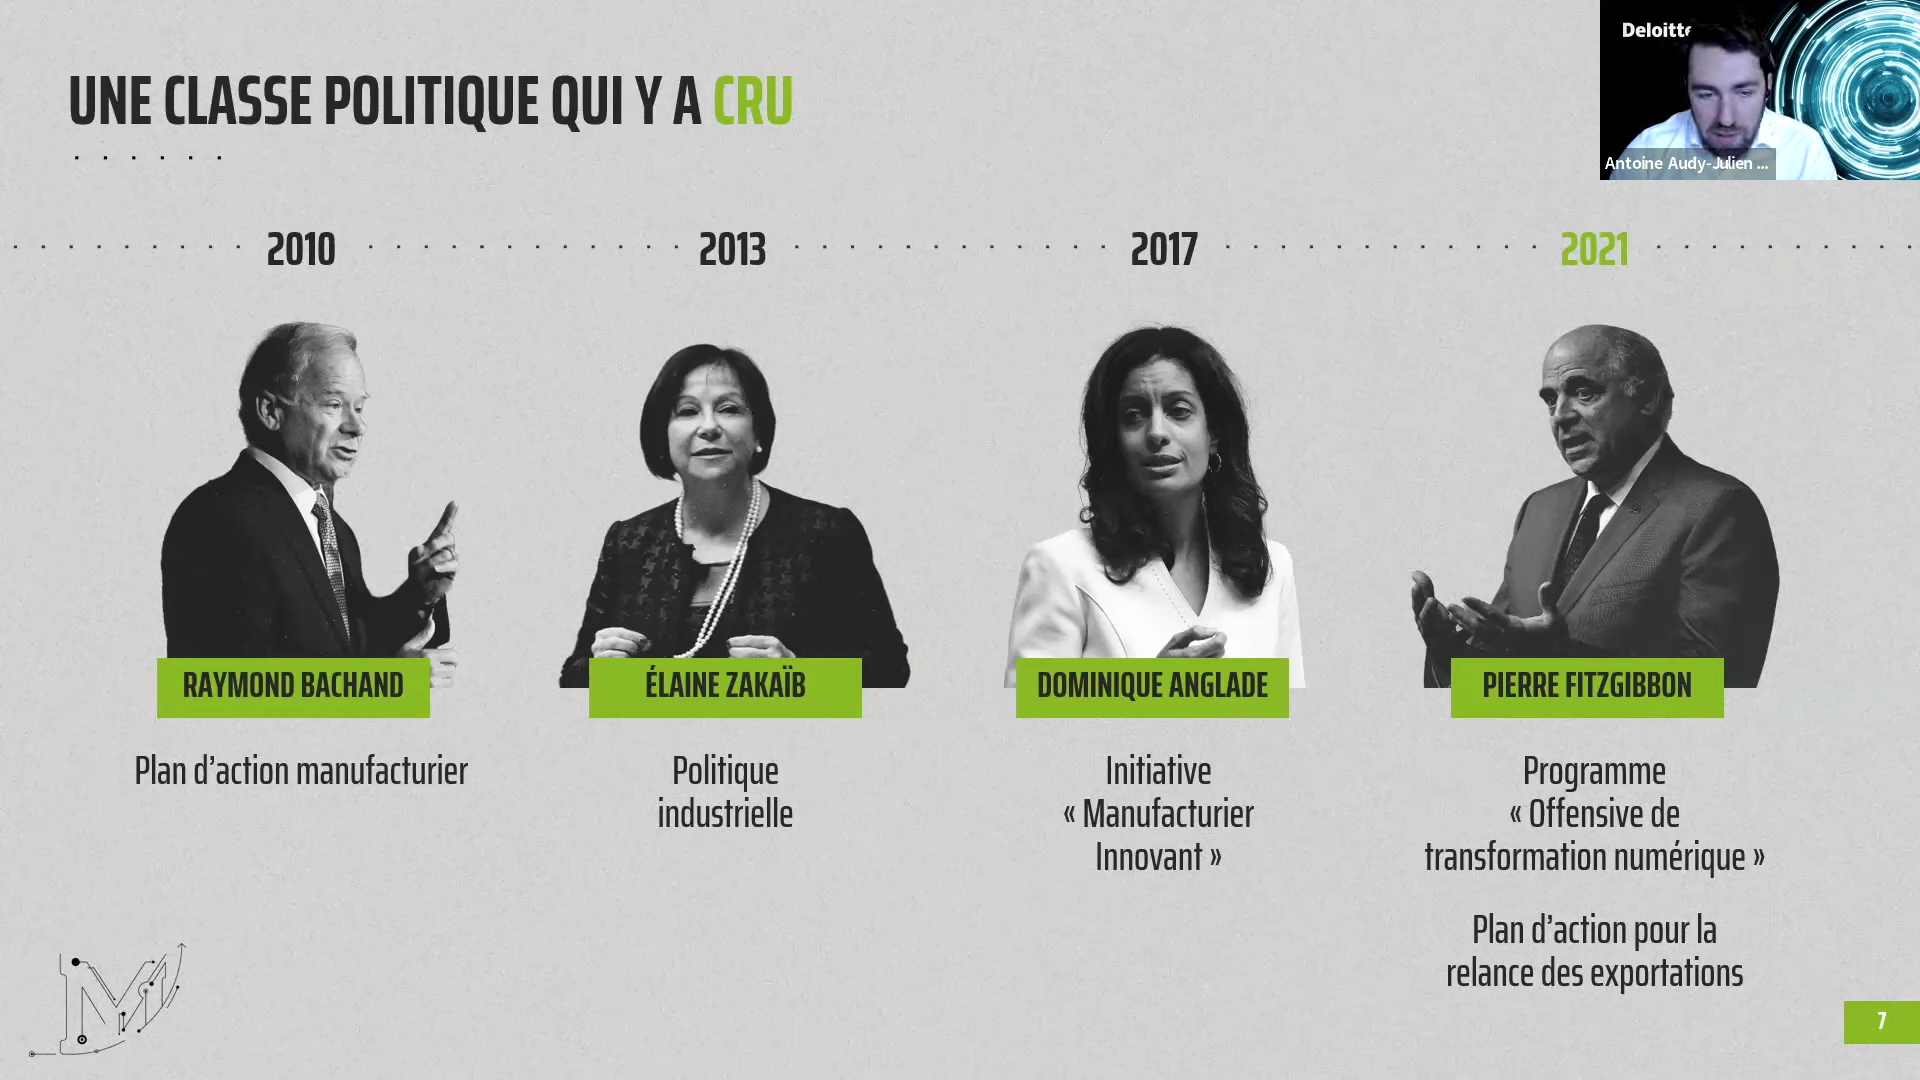 Deloitte
UNE CLASSE POLITIQUE QUI Y A CRU
Antoine Audy-Julien ...
2010
2013
2017
2021
RAYMOND BACHAND
ÉLAINE ZAKAÏB
DOMINIQUE ANGLADE
PIERRE FITZGIBBON
Plan d’action manufacturier
Politique
industrielle
Initiative
« Manufacturier
Innovant »
Programme
« Offensive de
transformation numérique »
Plan d’action pour la
relance des exportations
M
7